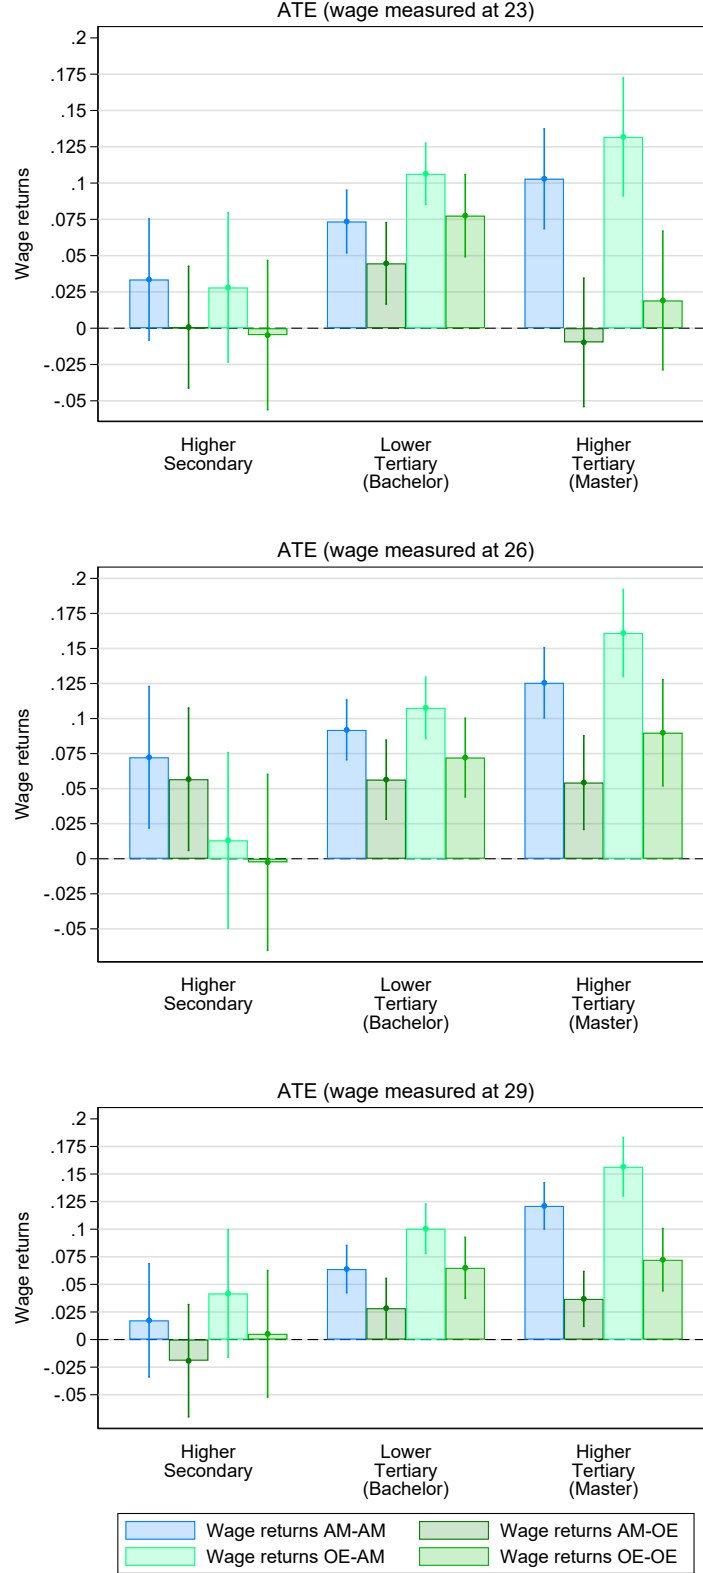 ATE (wage measured at 23)
Wage returns
.2
.175
.15
.125
.1
.075
.05
.025
0
-.025
-.05
Higher
Secondary
Lower
Tertiary
(Bachelor)
Higher
Tertiary
(Master)
ATE (wage measured at 26)
Wage returns
.2
.175
.15
.125
.1
.075
.05
.025
0
-.025
-.05
Higher
Secondary
Lower
Tertiary
(Bachelor)
Higher
Tertiary
(Master)
ATE (wage measured at 29)
Wage returns
.2
.175
.15
.125
.1
.075
.05
.025
0
-.025
-.05
Higher
Secondary
Lower
Tertiary
(Bachelor)
Higher
Tertiary
(Master)
Wage returns AM-AM
Wage returns AM-OE
Wage returns OE-AM
Wage returns OE-OE